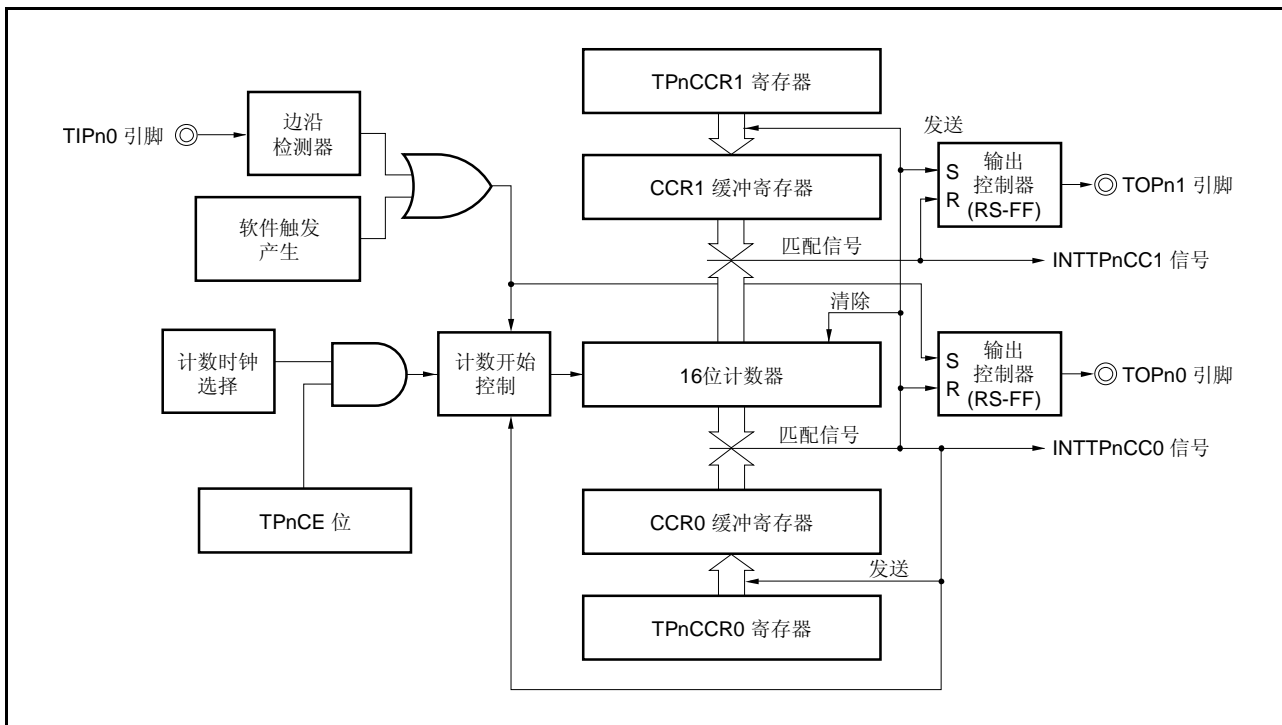 TPnCCR1 寄存器
TIPn0 引脚
边沿
检测器
发送
CCR1 缓冲寄存器
S
R
输出
控制器
(RS-FF)
TOPn1 引脚
软件触发
产生
匹配信号
INTTPnCC1 信号
清除
计数时钟
选择
计数开始
控制
16位计数器
S
R
输出
控制器
(RS-FF)
TOPn0 引脚
匹配信号
INTTPnCC0 信号
TPnCE 位
CCR0 缓冲寄存器
发送
TPnCCR0 寄存器